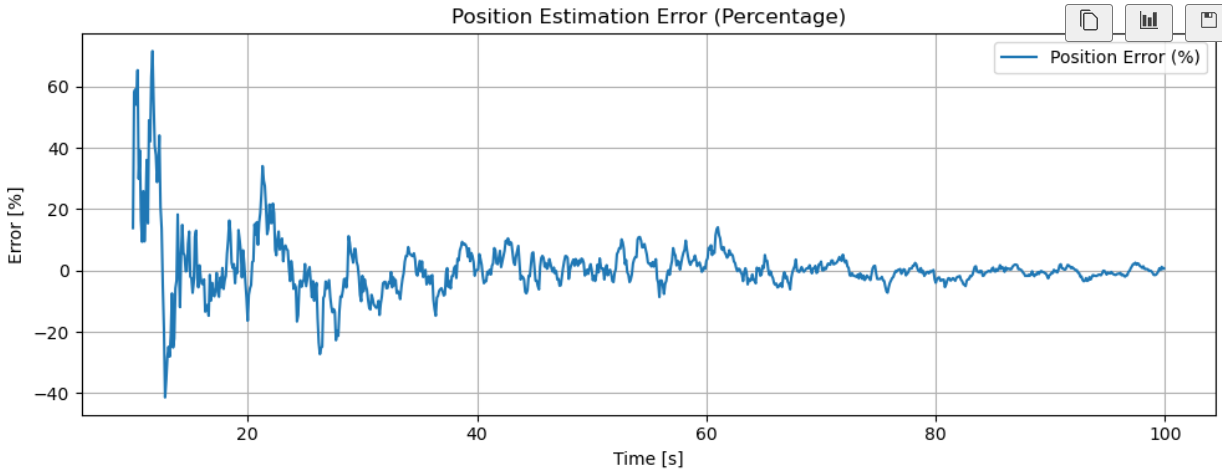 Position Estimation Error (Percentage)
Position Error (%)
Error [%]
60
40
20
0
−20
−40
20
40
60
80
100
Time [s]